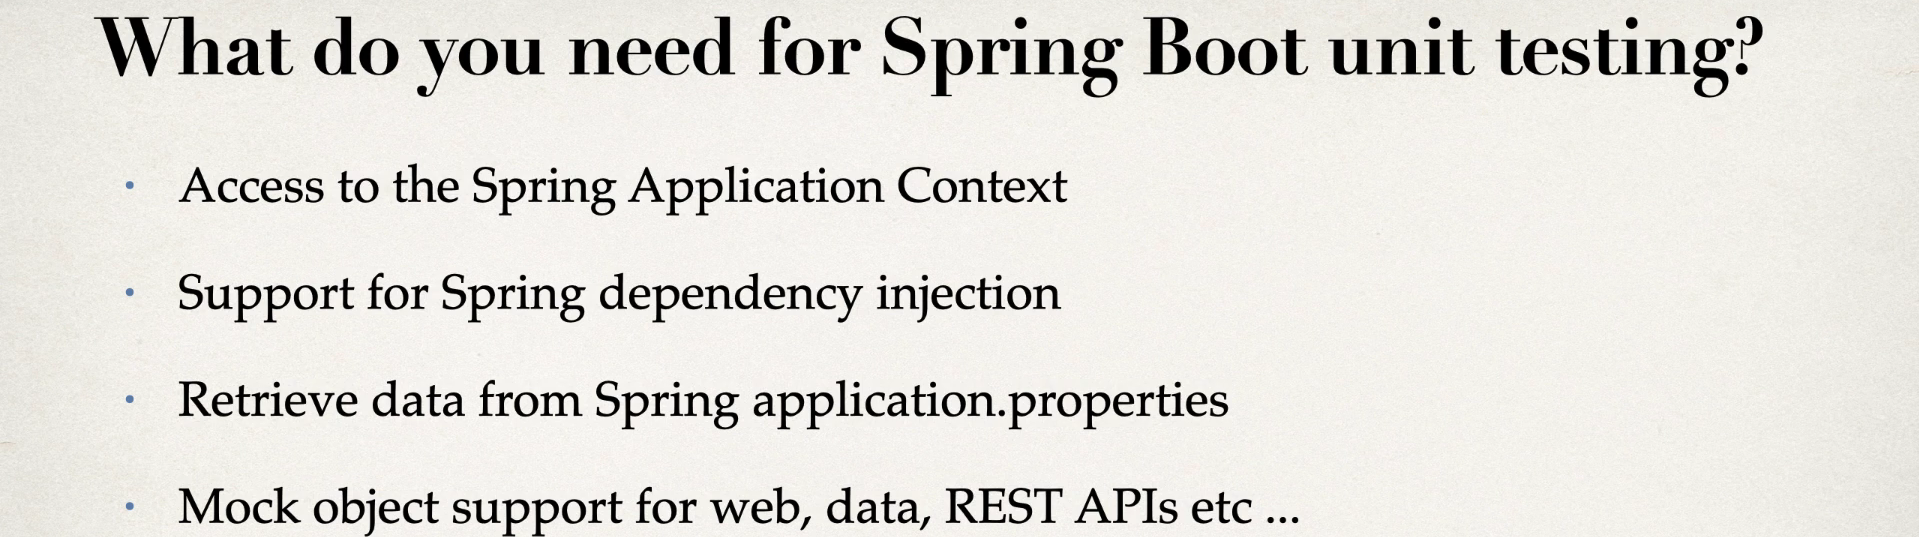 What do you need for Spring Boot unit testing?
• Access to the Spring Application Context
• Support for Spring dependency injection
• Retrieve data from Spring application.properties
• Mock object support for web, data, REST APIs etc ...